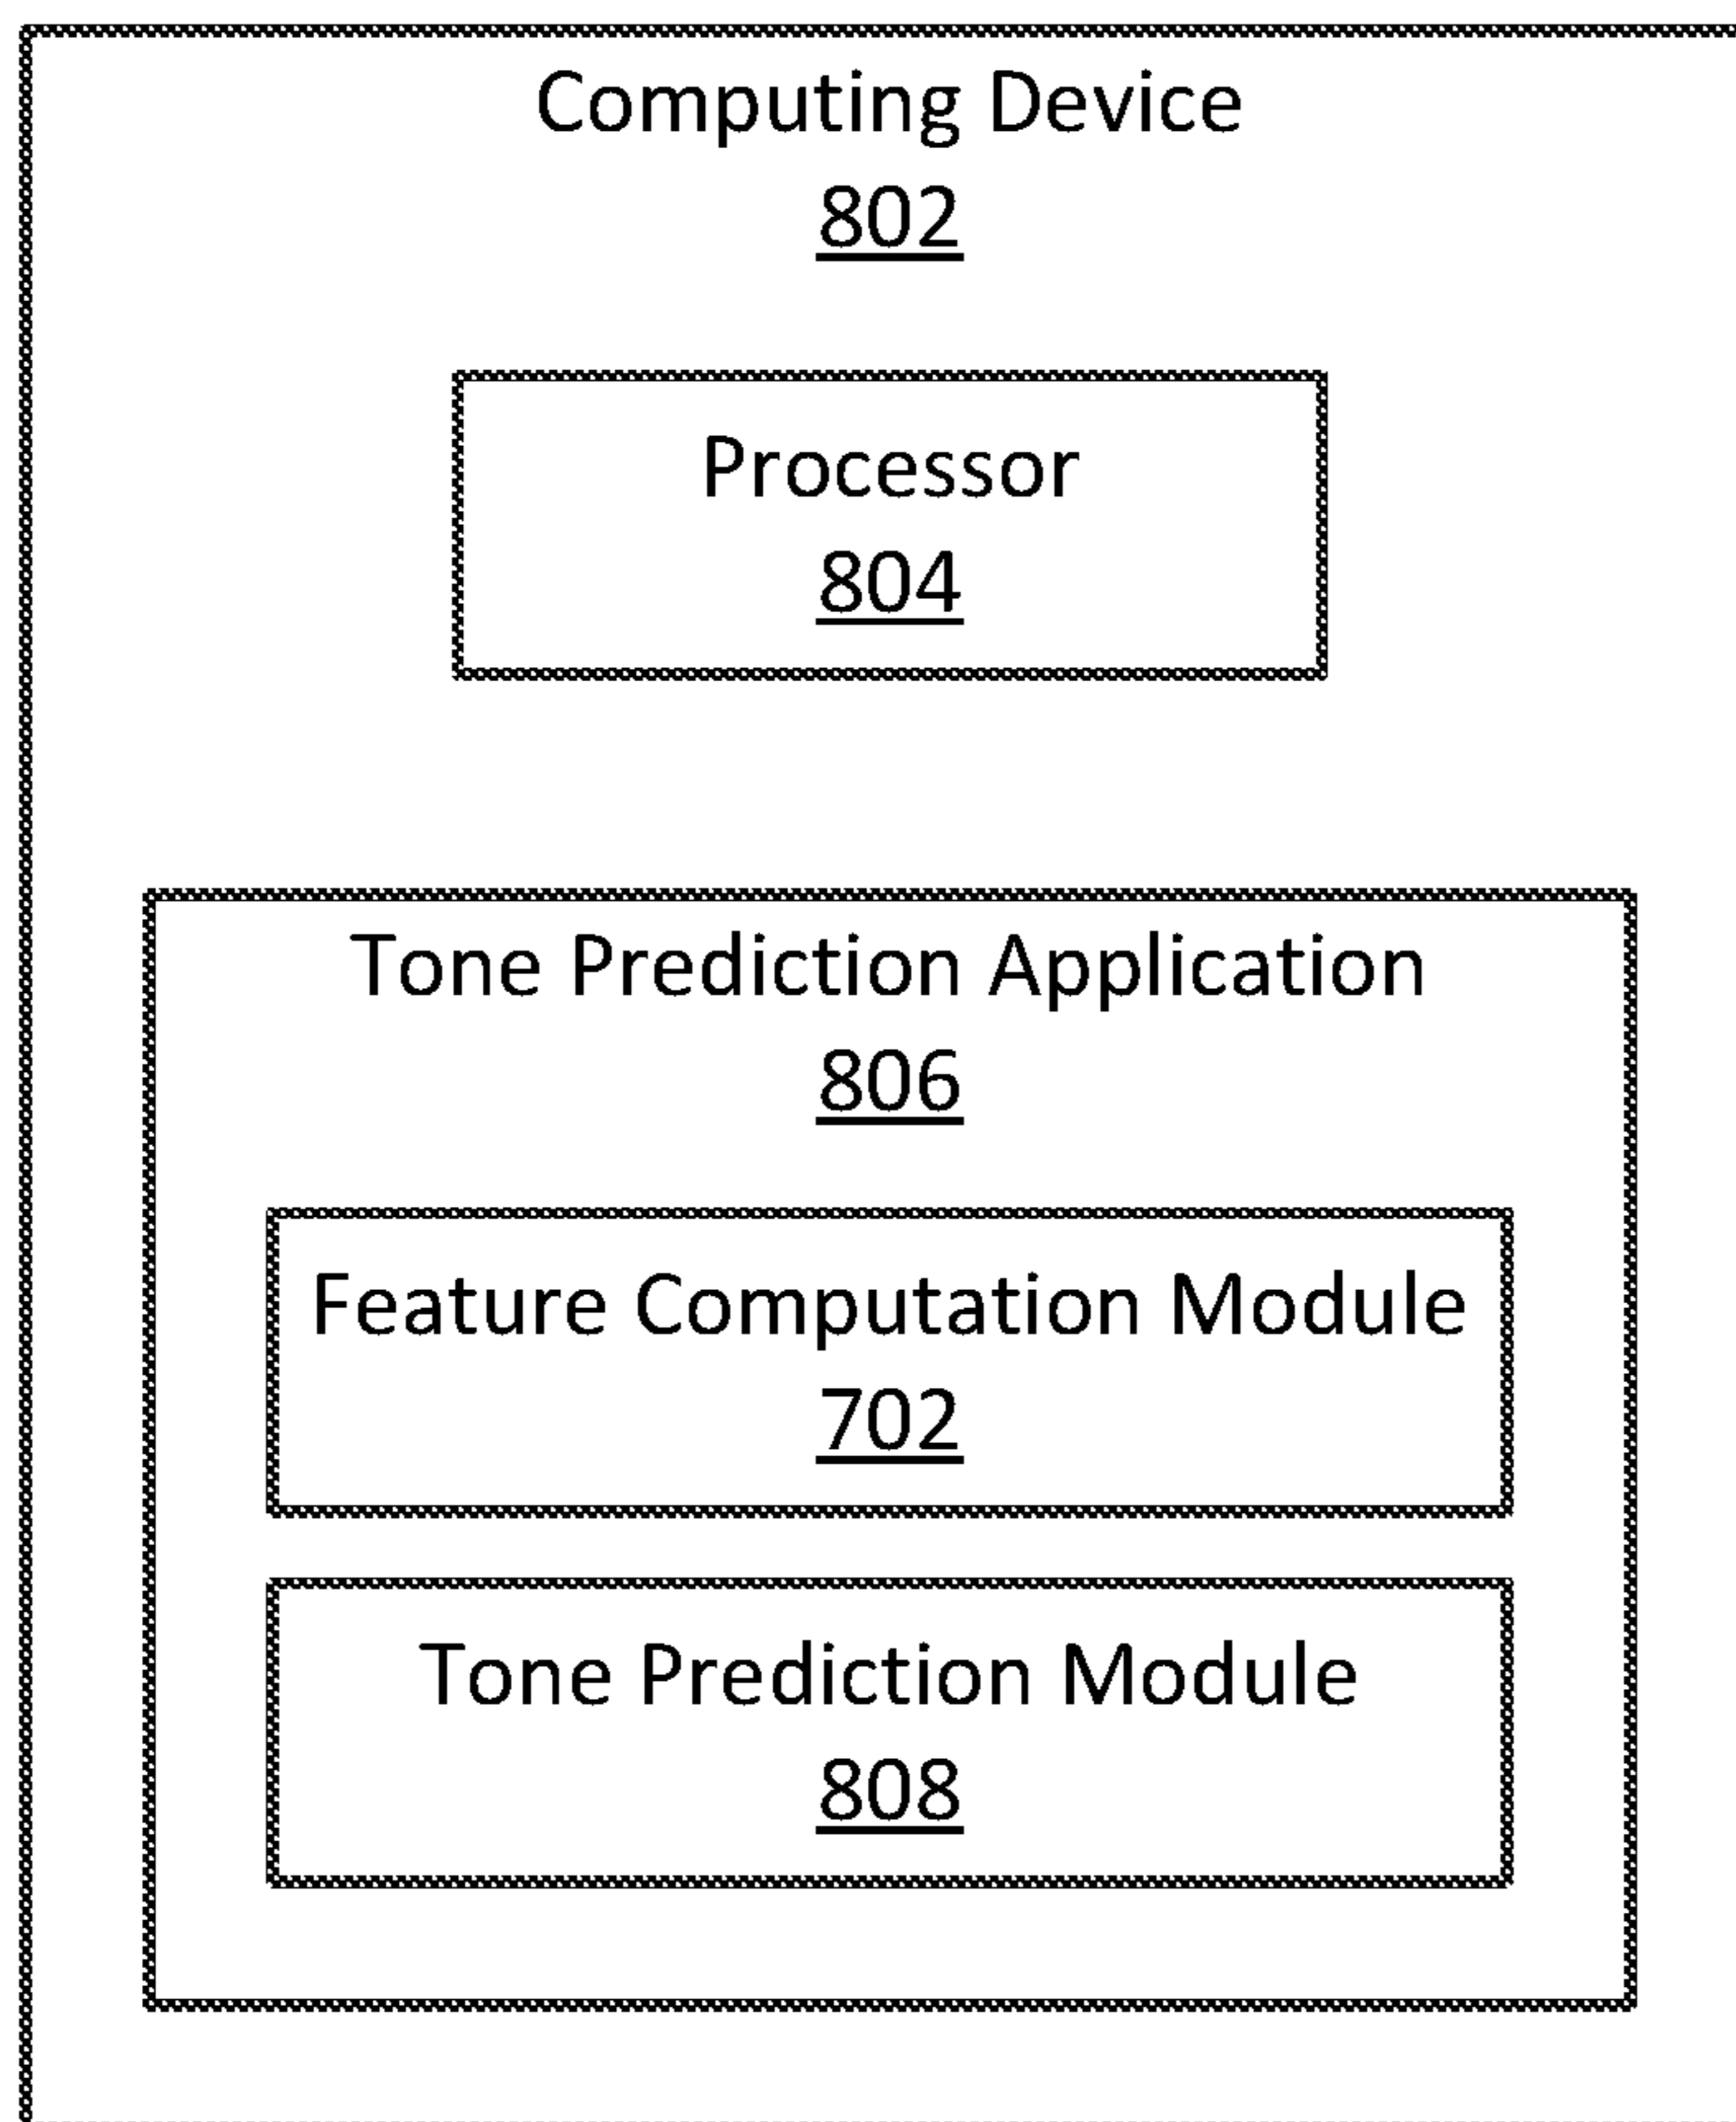 Computing Device
802
Processor
804
Tone Prediction Application
806
Feature Computation Module
702
Tone Prediction Module
808